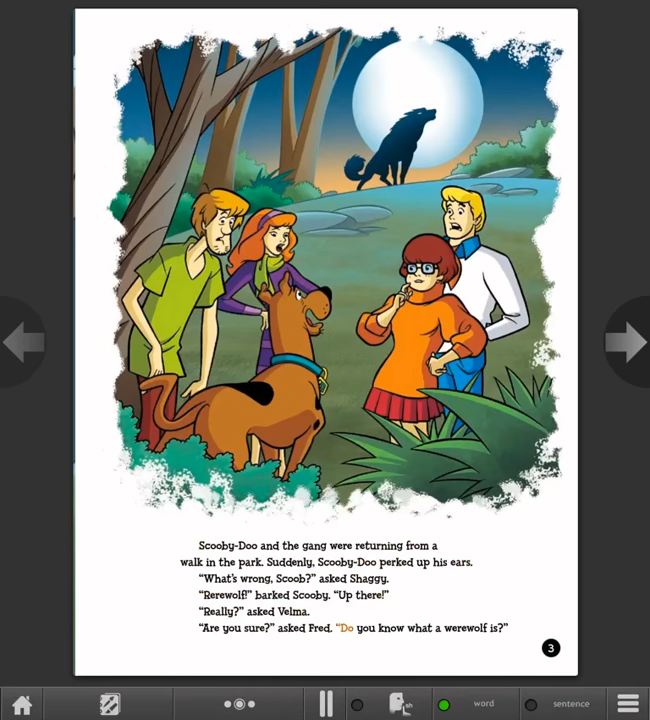 Scooby-Doo and the gang were returning from a
walk in the park. Suddenly, Scooby-Doo perked up his ears.
“What’s wrong, Scoob?” asked Shaggy.
“Rerewolf!” barked Scooby. “Up there!”
“Really?” asked Velma.
“Are you sure?” asked Fred. “Do you know what a werewolf is?”
3
sh
word
sentence